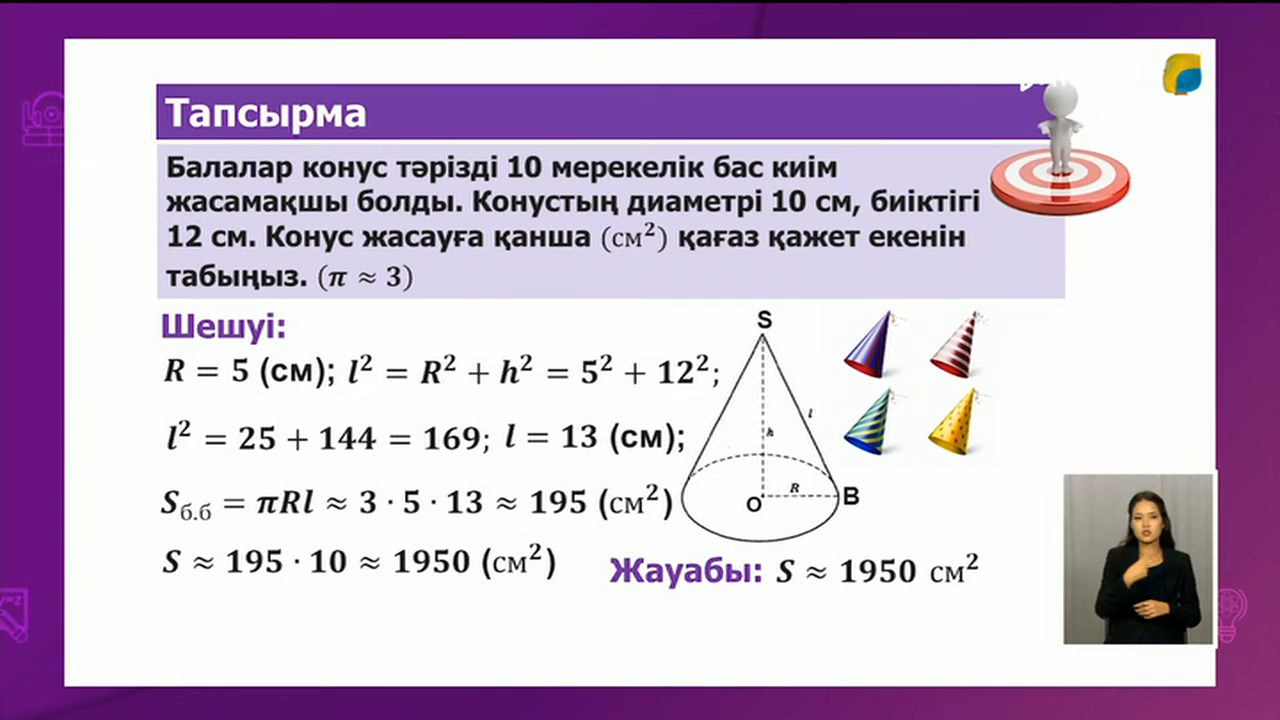 Тапсырма
Балалар конус тәрізді 10 мерекелік бас киім
жасамақшы болды. Конустың диаметрі 10 см, биіктігі
12 см. Конус жасауға қанша (см²) қағаз қажет екенін
табыңыз. (π ≈ 3)
Шешуі:
R = 5 (см); l² = R² + h² = 5² + 12²;
l² = 25 + 144 = 169; l = 13 (см);
Sб.б = πRl ≈ 3 · 5 · 13 ≈ 195 (см²)
S ≈ 195 · 10 ≈ 1950 (см²)
Жауабы: S ≈ 1950 см²
S
l
h
R
O
B